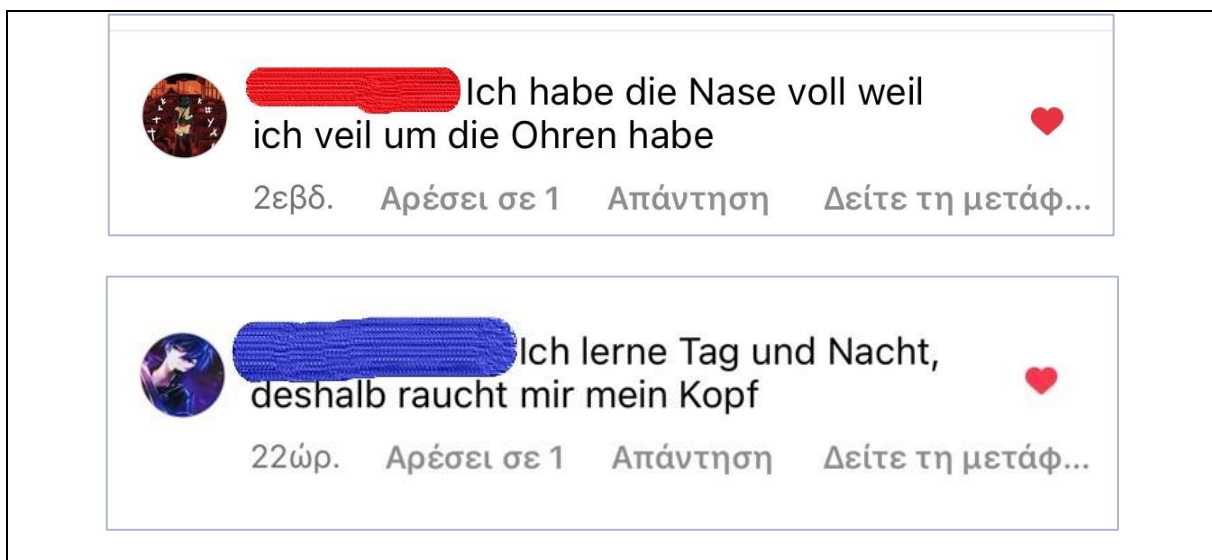 Ich habe die Nase voll weil
ich veil um die Ohren habe
2εβδ. Αρέσει σε 1 Απάντηση Δείτε τη μετάφ...
Ich lerne Tag und Nacht,
deshalb raucht mir mein Kopf
22ώρ. Αρέσει σε 1 Απάντηση Δείτε τη μετάφ...